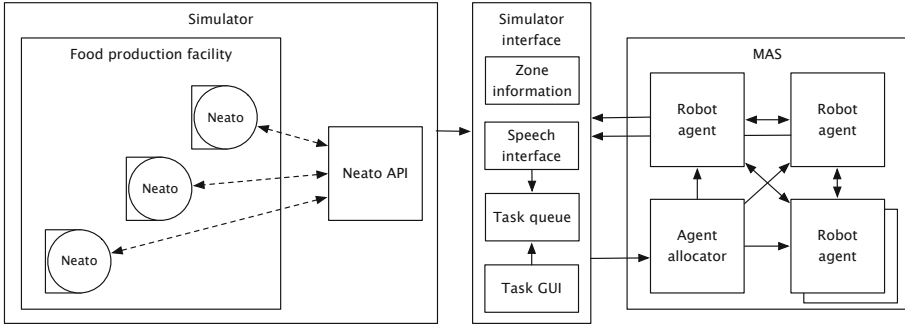 Simulator
Food production facility
Neato
Neato
Neato
Neato API
Simulator
interface
Zone
information
Speech
interface
Task queue
Task GUI
MAS
Robot
agent
Robot
agent
Agent
allocator
Robot
agent